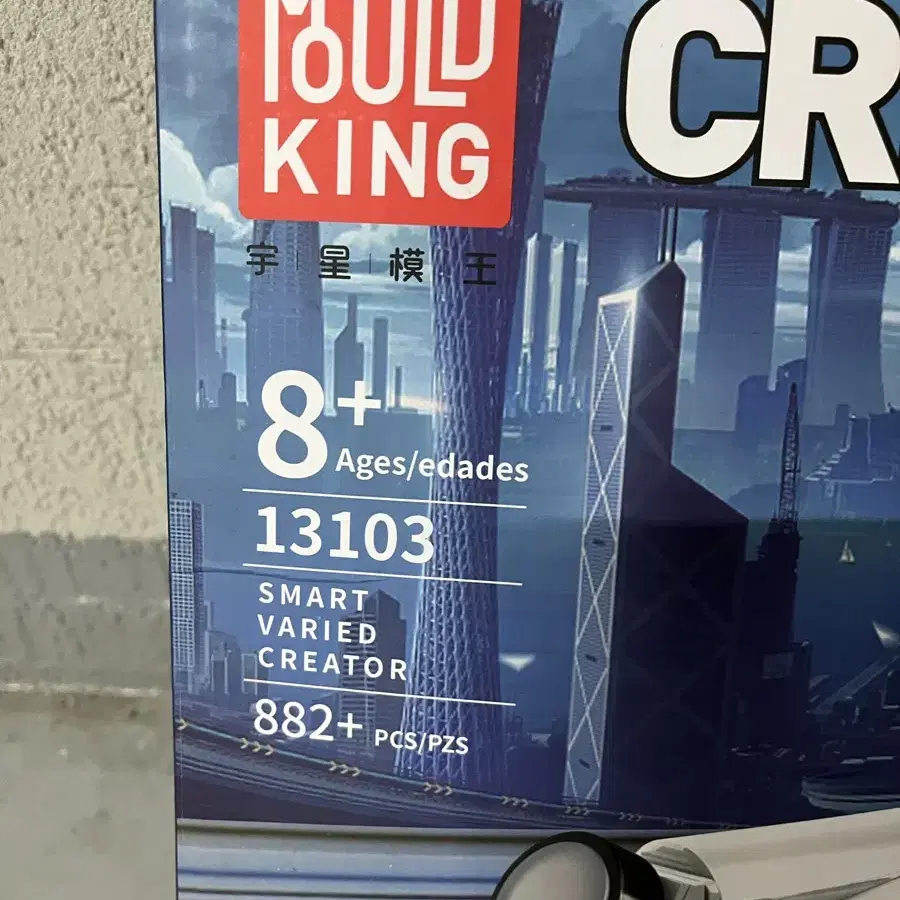 MOULD
KING
宇|星|模|王
CR
8+
Ages/edades
13103
SMART
VARIED
CREATOR
882+ PCS/PZS